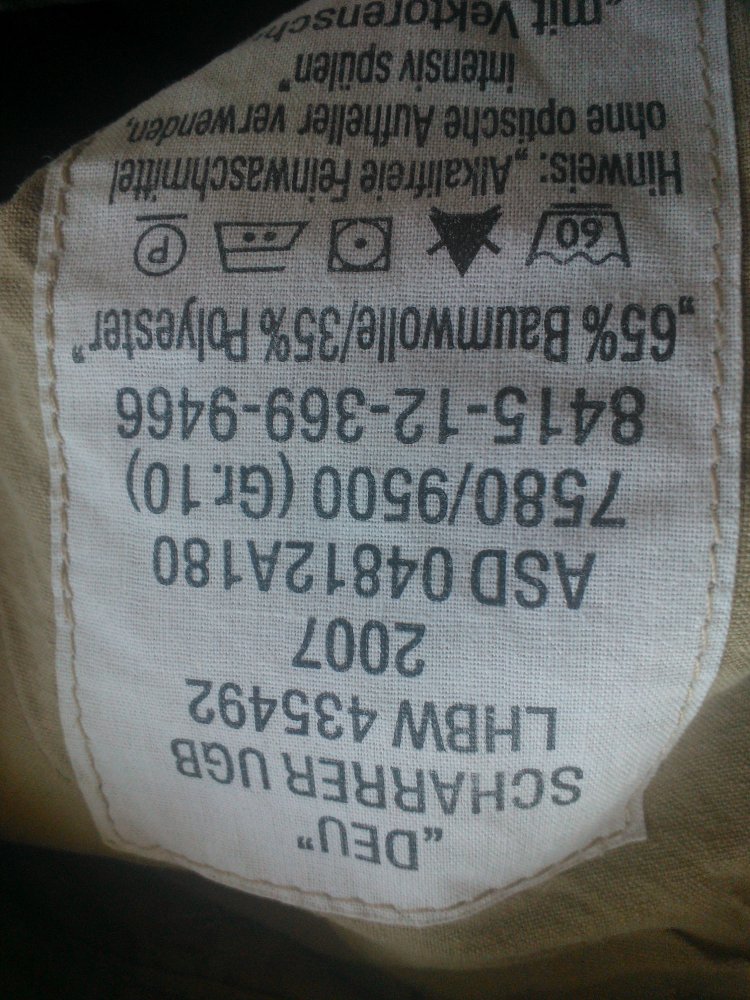 „DEU“
SCHARRER UGB
LHBW 435492
2007
ASD 04812A180
7580/9500 (Gr.10)
8415-12-369-9466
„65% Baumwolle/35% Polyester”
60 P
Hinweis: „Alkalifreie Feinwaschmittel
ohne optische Aufheller verwenden,
intensiv spülen”
„mit